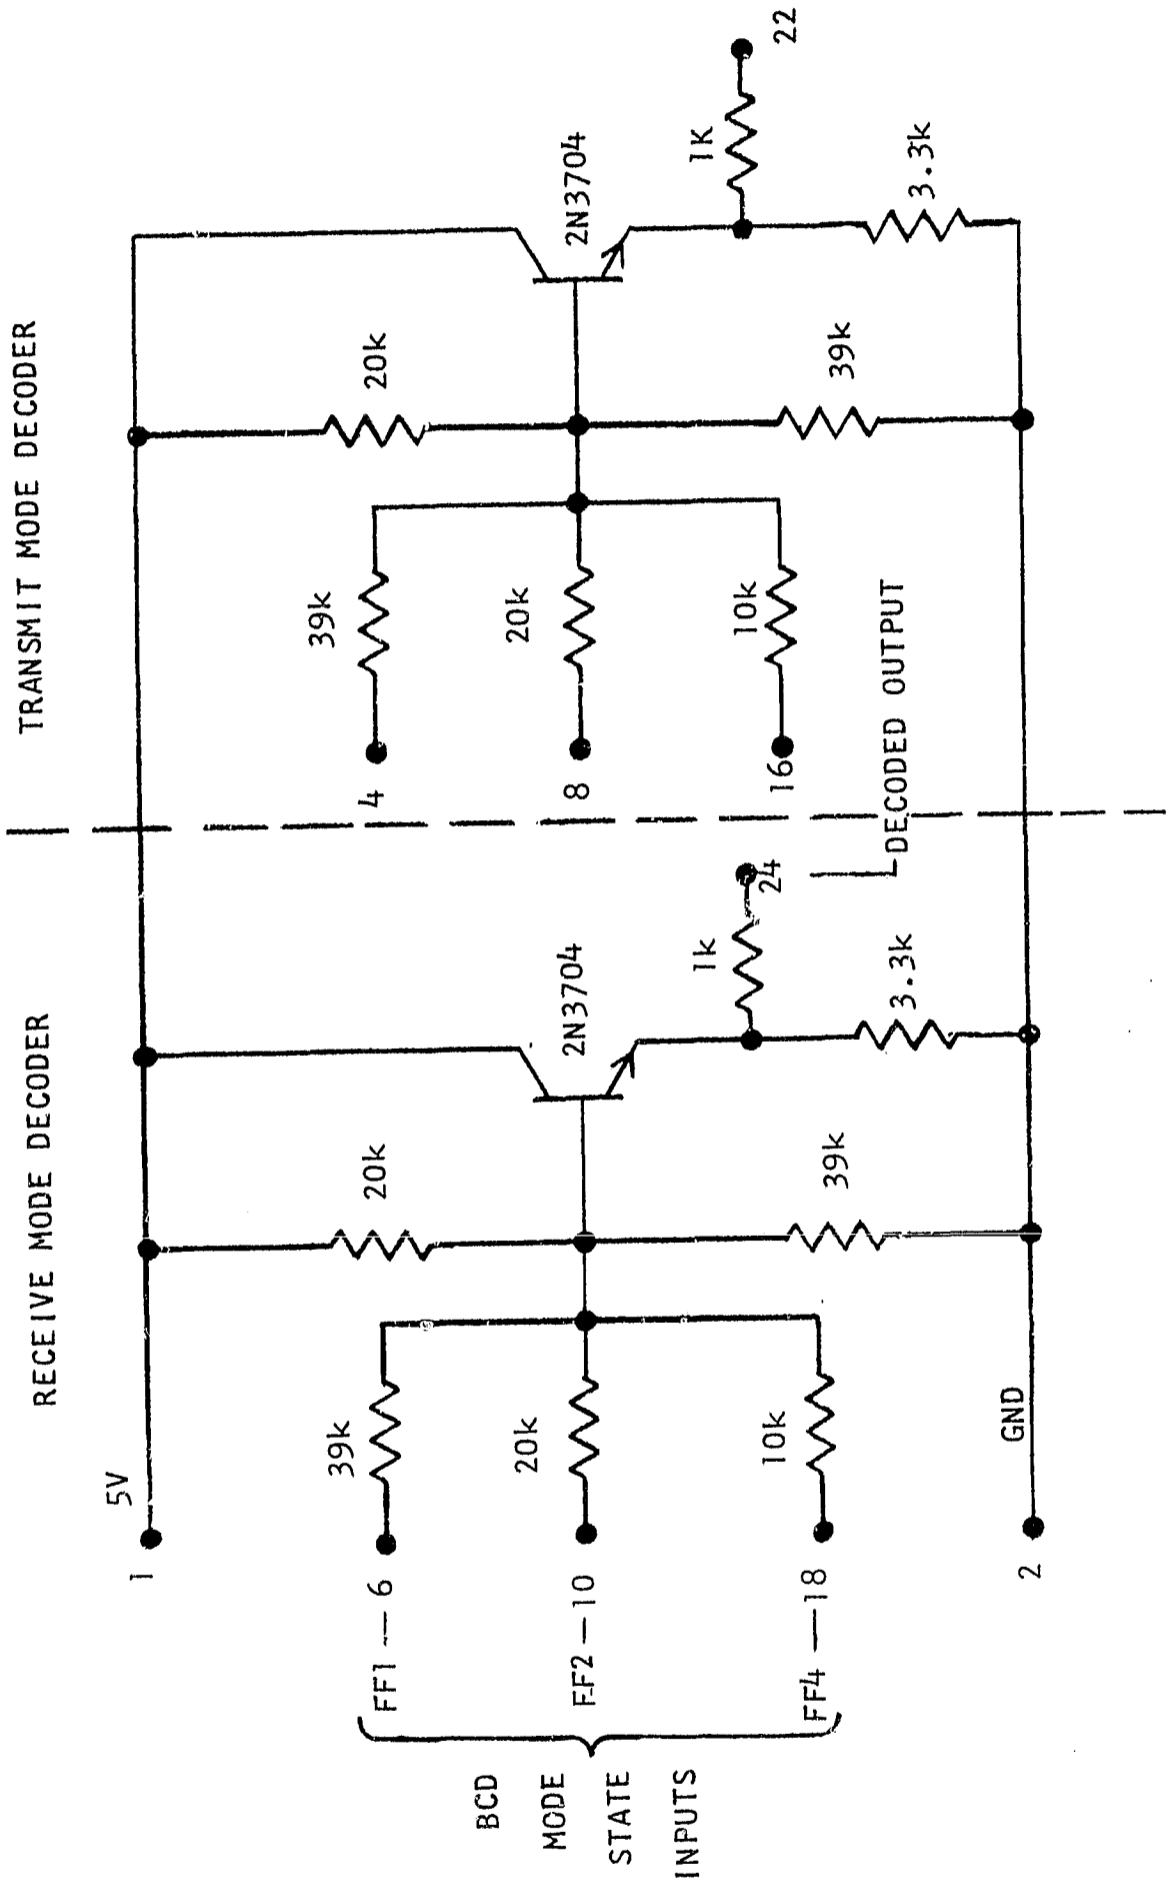 RECEIVE MODE DECODER
TRANSMIT MODE DECODER
1
5V
20k
20k
FF1 — 6
39k
4
39k
2N3704
2N3704
BCD
MODE
STATE
INPUTS
FF2 — 10
20k
8
20k
1k
24
1K
22
FF4 — 18
10k
39k
16
10k
39k
3.3k
3.3k
DECODED OUTPUT
2
GND